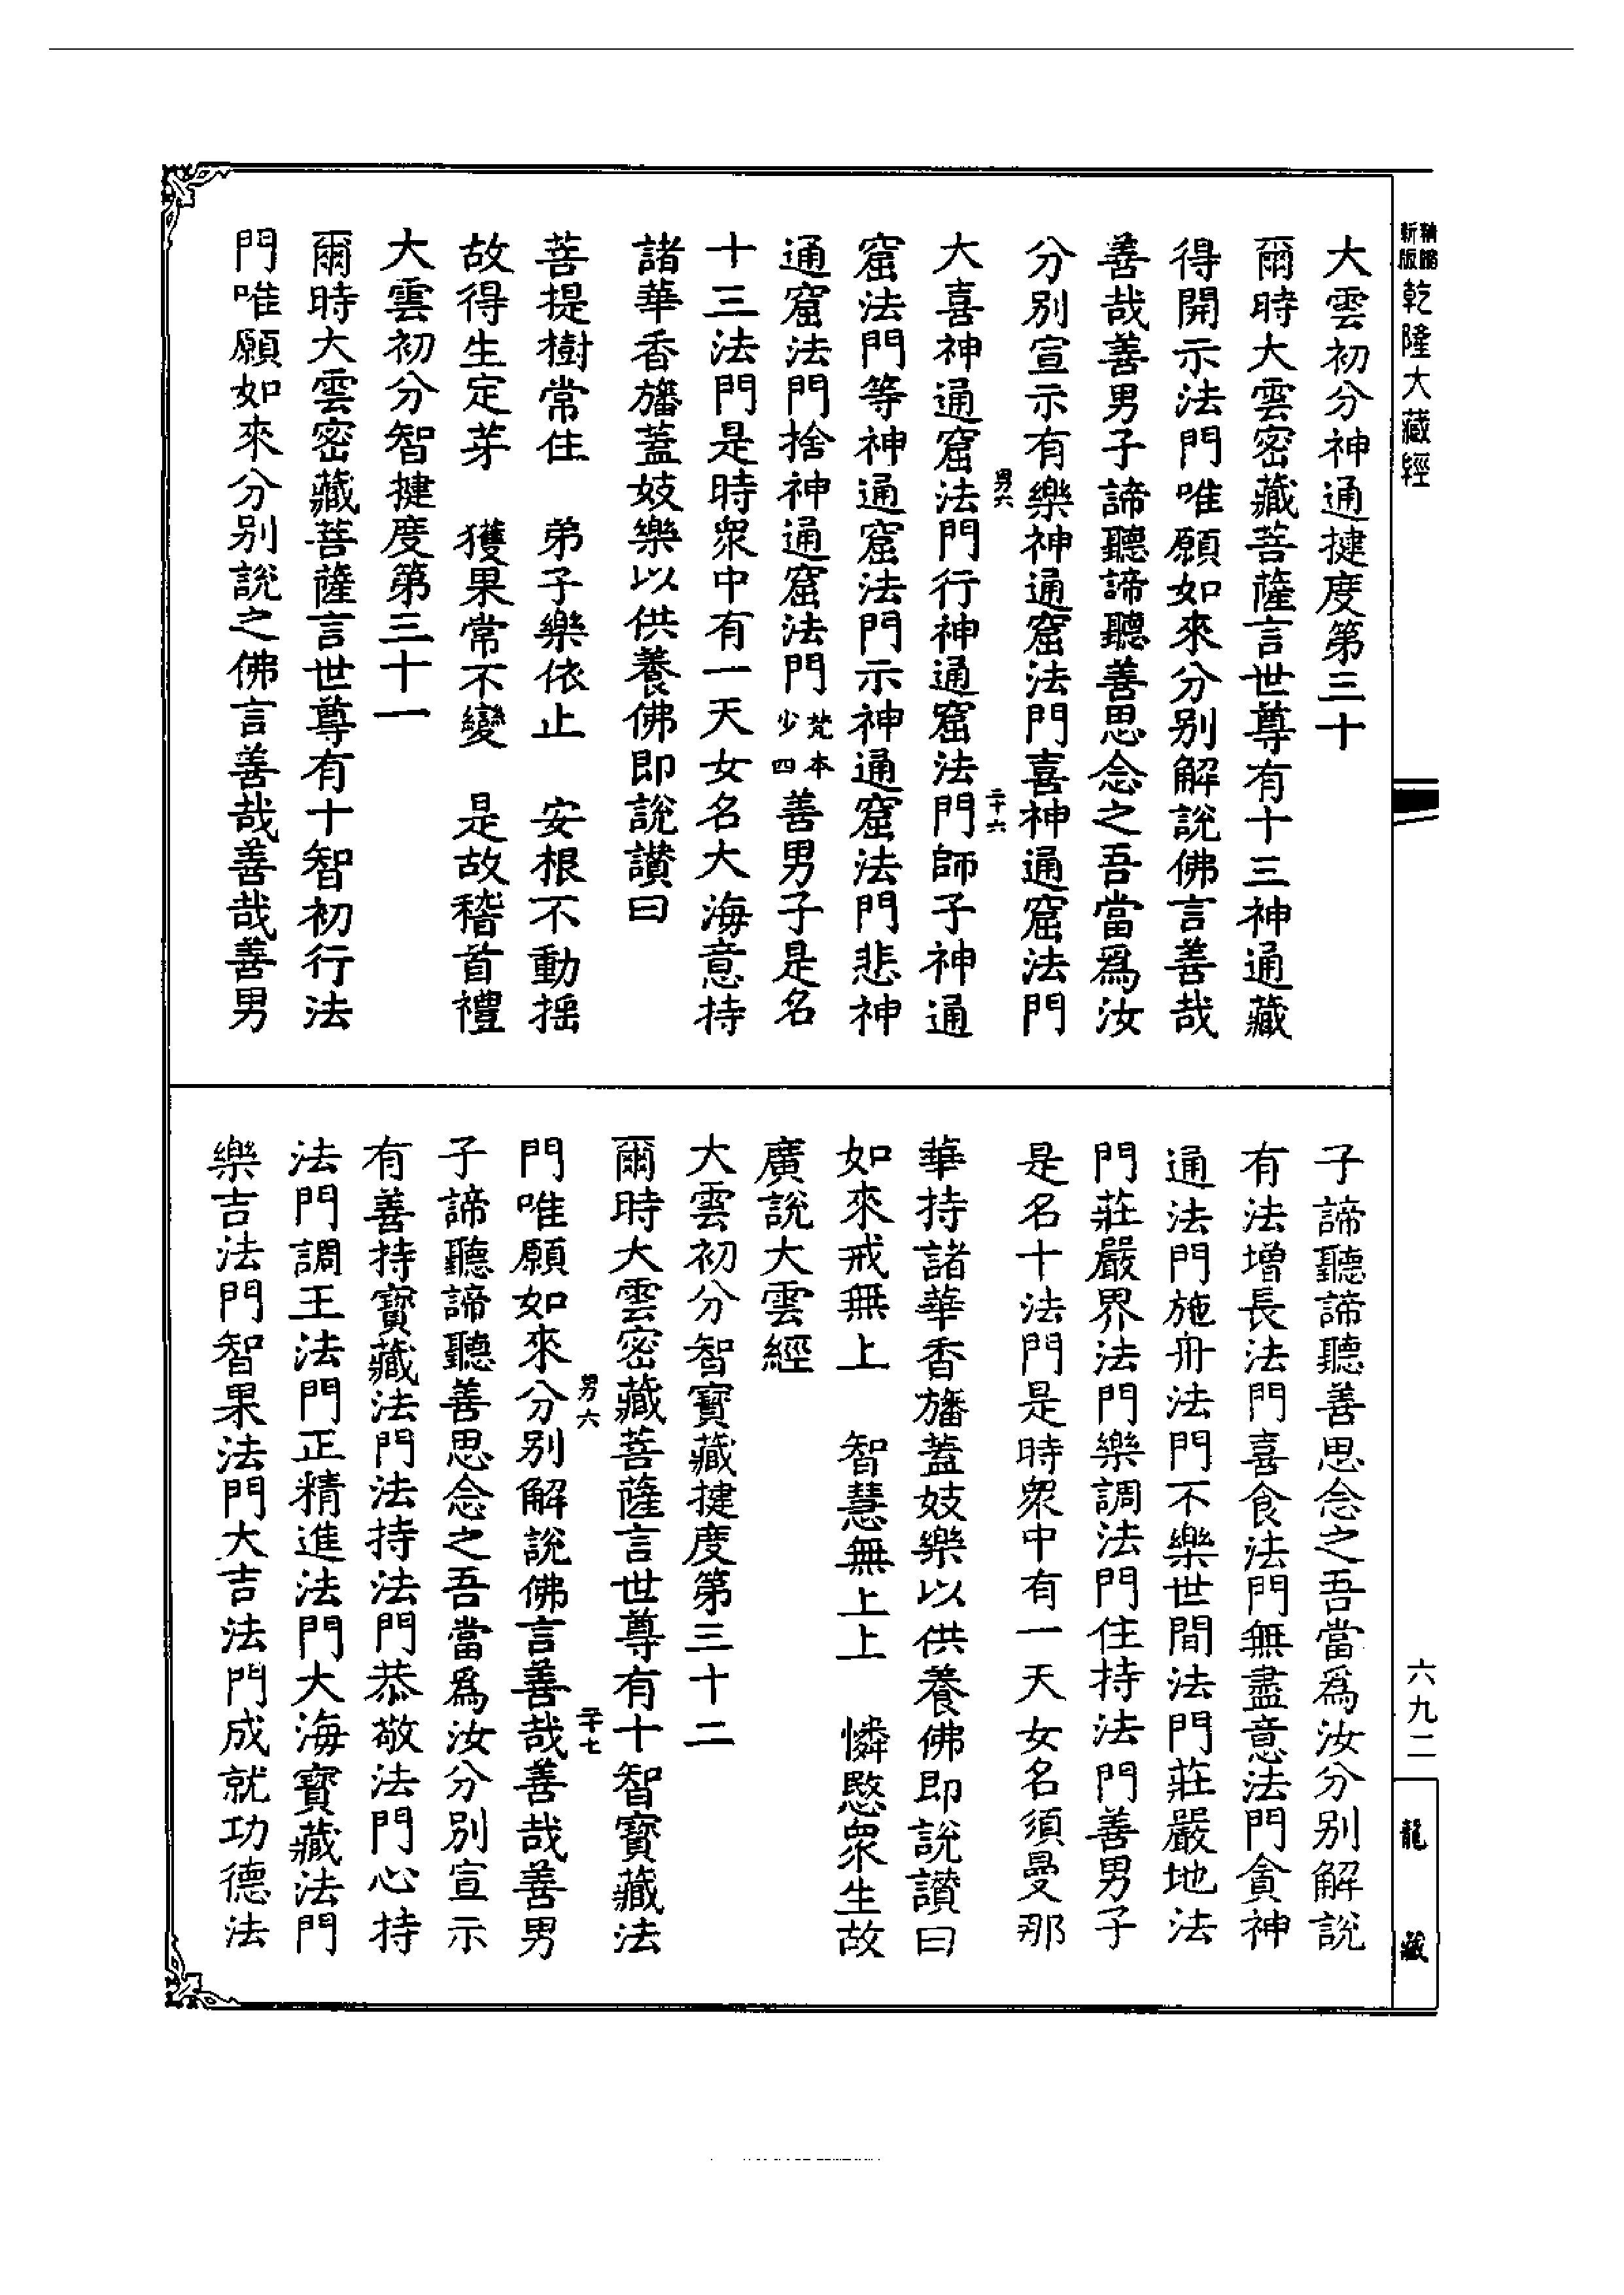 新版乾隆大藏經
大雲初分神通揵度第三十
爾時大雲密藏菩薩言世尊有十三神通藏
得開示法門唯願如來分別解說佛言善哉
善哉善男子諦聽諦聽善思念之吾當爲汝
分別宣示有樂神通窟法門喜神通窟法門
男六
二十六
大喜神通窟法門行神通窟法門師子神通
窟法門等神通窟法門示神通窟法門悲神
通窟法門捨神通窟法門梵本少四善男子是名
十三法門是時衆中有一天女名大海意持
諸華香旛蓋妓樂以供養佛即說讃曰
菩提樹常住　弟子樂依止　安根不動揺
故得生定芽　獲果常不變　是故稽首禮
大雲初分智揵度第三十一
爾時大雲密藏菩薩言世尊有十智初行法
門唯願如來分別說之佛言善哉善哉善男
子諦聽諦聽善思念之吾當爲汝分別解說
有法增長法門喜食法門無盡意法門貪神
通法門施舟法門不樂世間法門莊嚴地法
門莊嚴界法門樂調法門住持法門善男子
是名十法門是時衆中有一天女名須曼那
華持諸華香旛蓋妓樂以供養佛即說讃曰
如來戒無上　智慧無上上　憐愍衆生故
廣說大雲經
大雲初分智寶藏揵度第三十二
爾時大雲密藏菩薩言世尊有十智寶藏法
男六
二十七
門唯願如來分別解說佛言善哉善哉善男
子諦聽諦聽善思念之吾當爲汝分別宣示
有善持寶藏法門法持法門恭敬法門心持
法門調王法門正精進法門大海寶藏法門
樂吉法門智果法門大吉法門成就功德法
六九二
龍藏